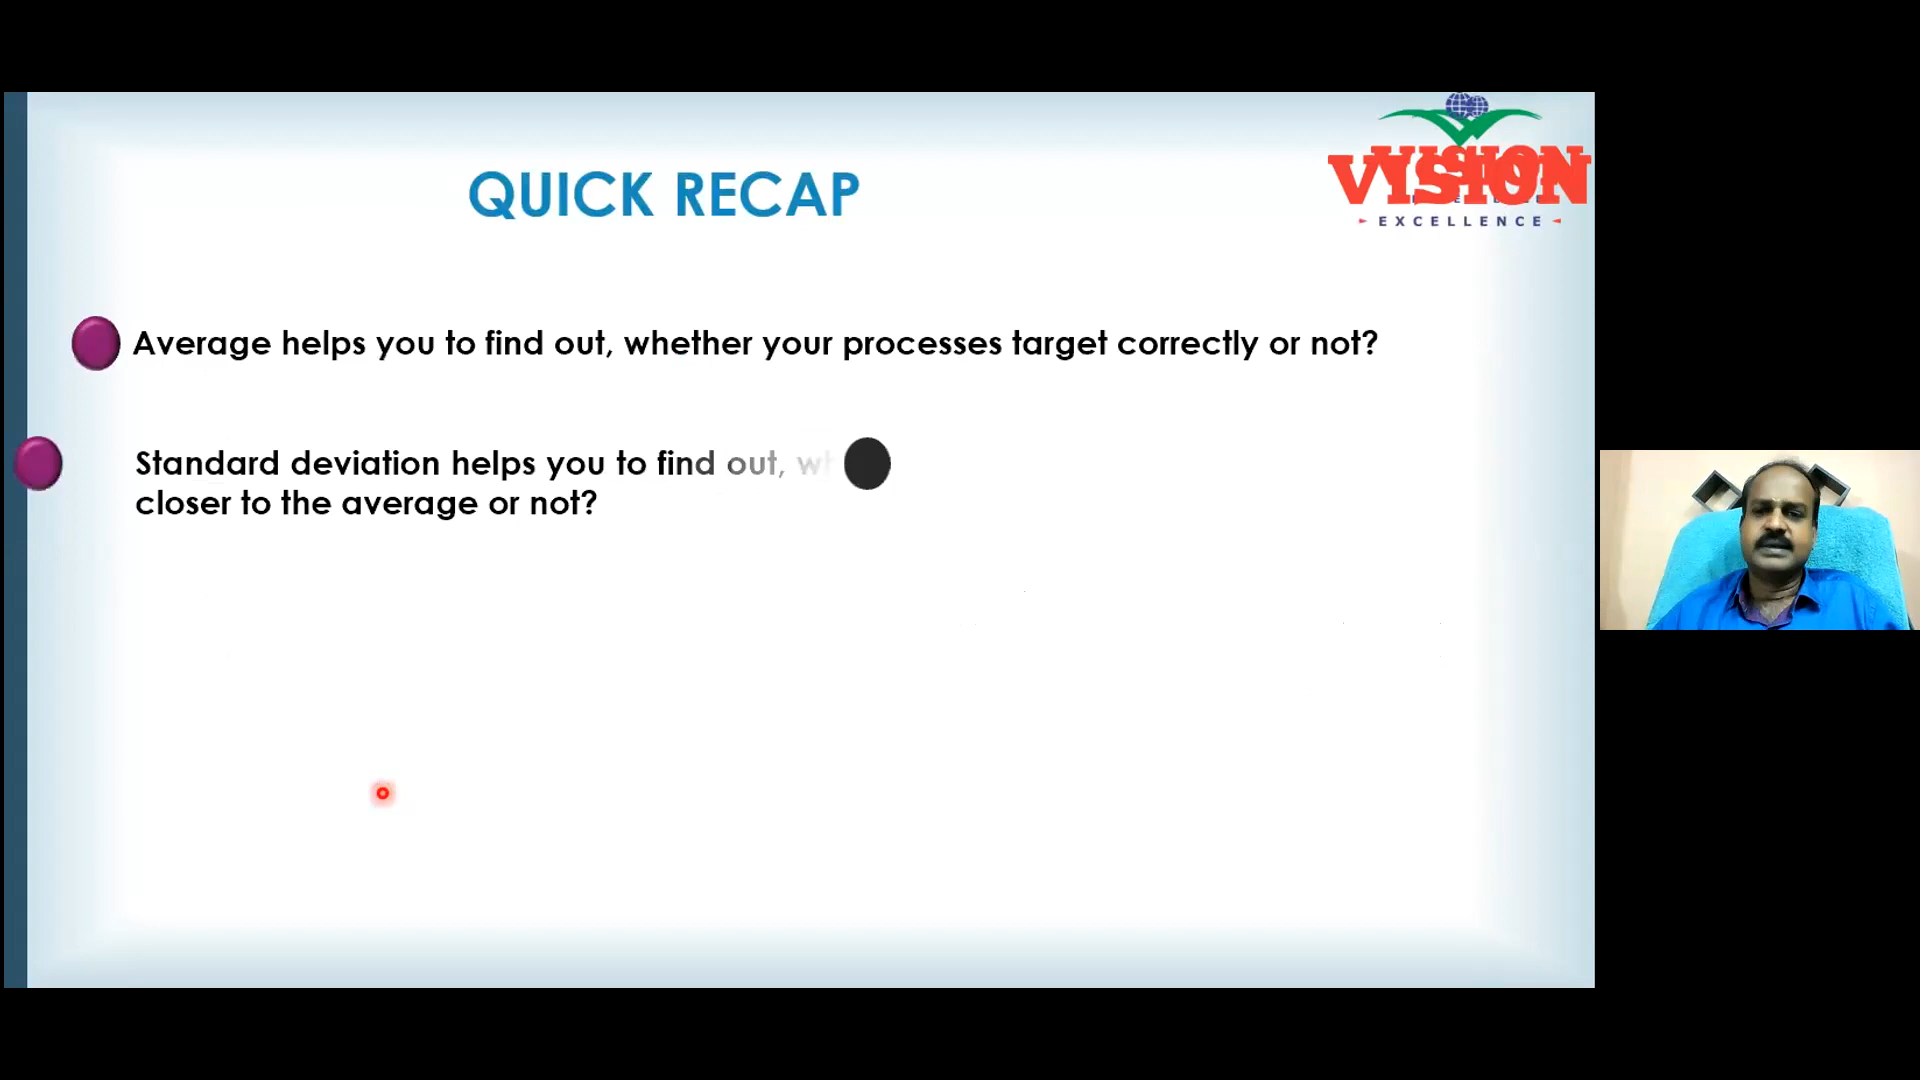 QUICK RECAP
VISION
EXCELLENCE
Average helps you to find out, whether your processes target correctly or not?
Standard deviation helps you to find out,
closer to the average or not?